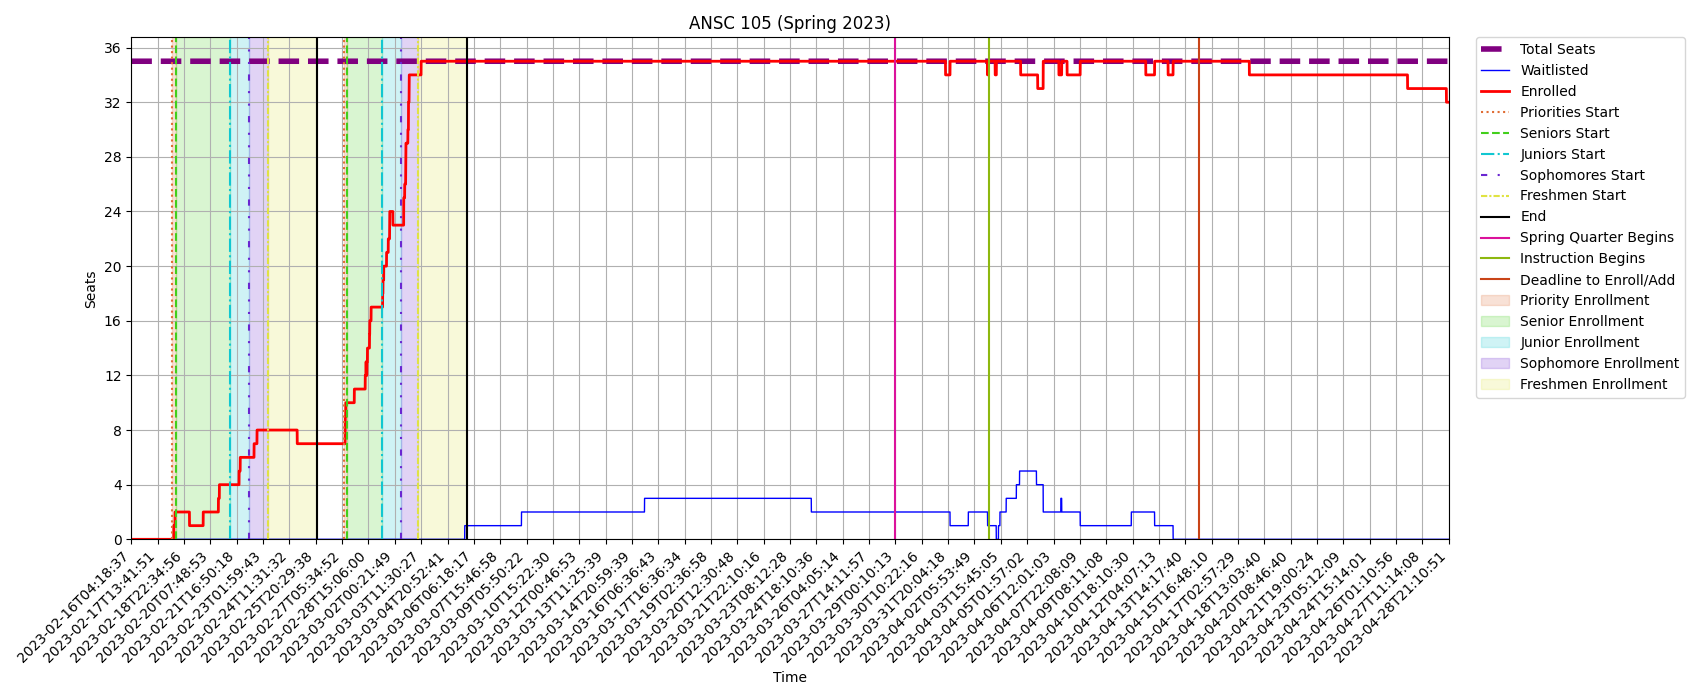 ANSC 105 (Spring 2023)
Seats
36
32
28
24
20
16
12
8
4
0
2023-02-16T04:18:37
2023-02-17T13:41:51
2023-02-18T22:34:56
2023-02-20T07:48:53
2023-02-21T16:50:18
2023-02-23T01:59:43
2023-02-24T11:31:32
2023-02-25T20:29:38
2023-02-27T05:34:52
2023-02-28T15:06:00
2023-03-02T00:21:49
2023-03-03T11:30:27
2023-03-04T20:52:41
2023-03-06T06:18:17
2023-03-07T15:46:58
2023-03-09T05:50:22
2023-03-10T15:22:30
2023-03-12T00:46:53
2023-03-13T11:25:39
2023-03-14T20:59:39
2023-03-16T06:36:43
2023-03-17T16:36:34
2023-03-19T02:36:58
2023-03-20T12:30:48
2023-03-21T22:10:16
2023-03-23T08:12:28
2023-03-24T18:10:36
2023-03-26T04:05:14
2023-03-27T14:11:57
2023-03-29T00:10:13
2023-03-30T10:22:16
2023-03-31T20:04:18
2023-04-02T05:53:49
2023-04-03T15:45:05
2023-04-05T01:57:02
2023-04-06T12:01:03
2023-04-07T22:08:09
2023-04-09T08:11:08
2023-04-10T18:10:30
2023-04-12T04:07:13
2023-04-13T14:17:40
2023-04-15T16:48:10
2023-04-17T02:57:29
2023-04-18T13:03:40
2023-04-20T08:46:40
2023-04-21T19:00:24
2023-04-23T05:12:09
2023-04-24T15:14:01
2023-04-26T01:10:56
2023-04-27T11:14:08
2023-04-28T21:10:51
Time
Total Seats
Waitlisted
Enrolled
Priorities Start
Seniors Start
Juniors Start
Sophomores Start
Freshmen Start
End
Spring Quarter Begins
Instruction Begins
Deadline to Enroll/Add
Priority Enrollment
Senior Enrollment
Junior Enrollment
Sophomore Enrollment
Freshmen Enrollment